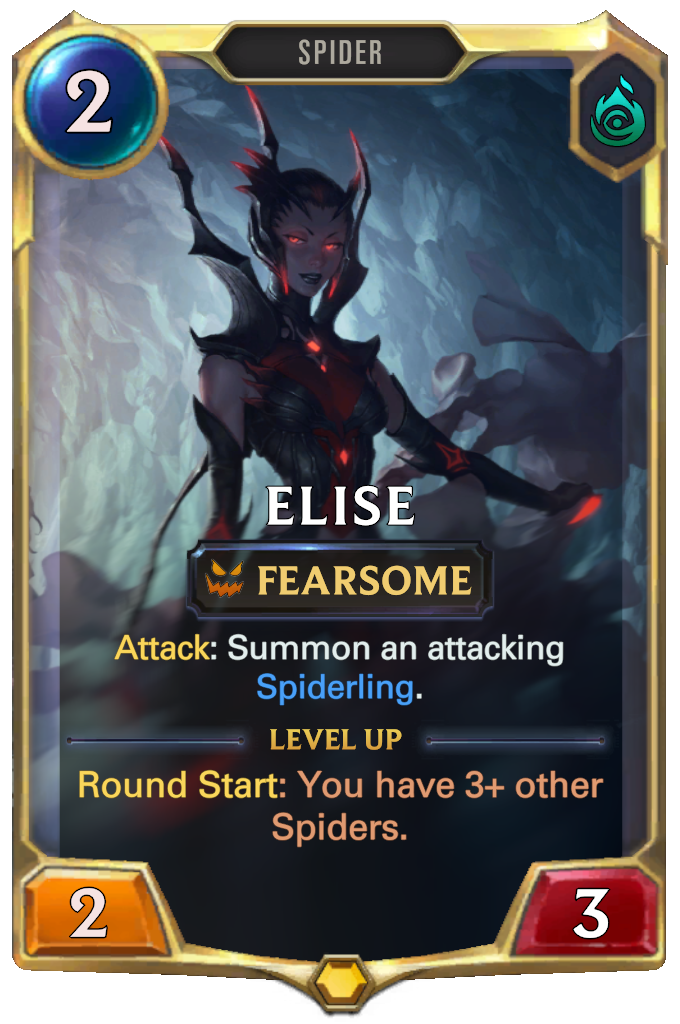 SPIDER
2
ELISE
FEARSOME
Attack: Summon an attacking
Spiderling.
LEVEL UP
Round Start: You have 3+ other
Spiders.
2
3